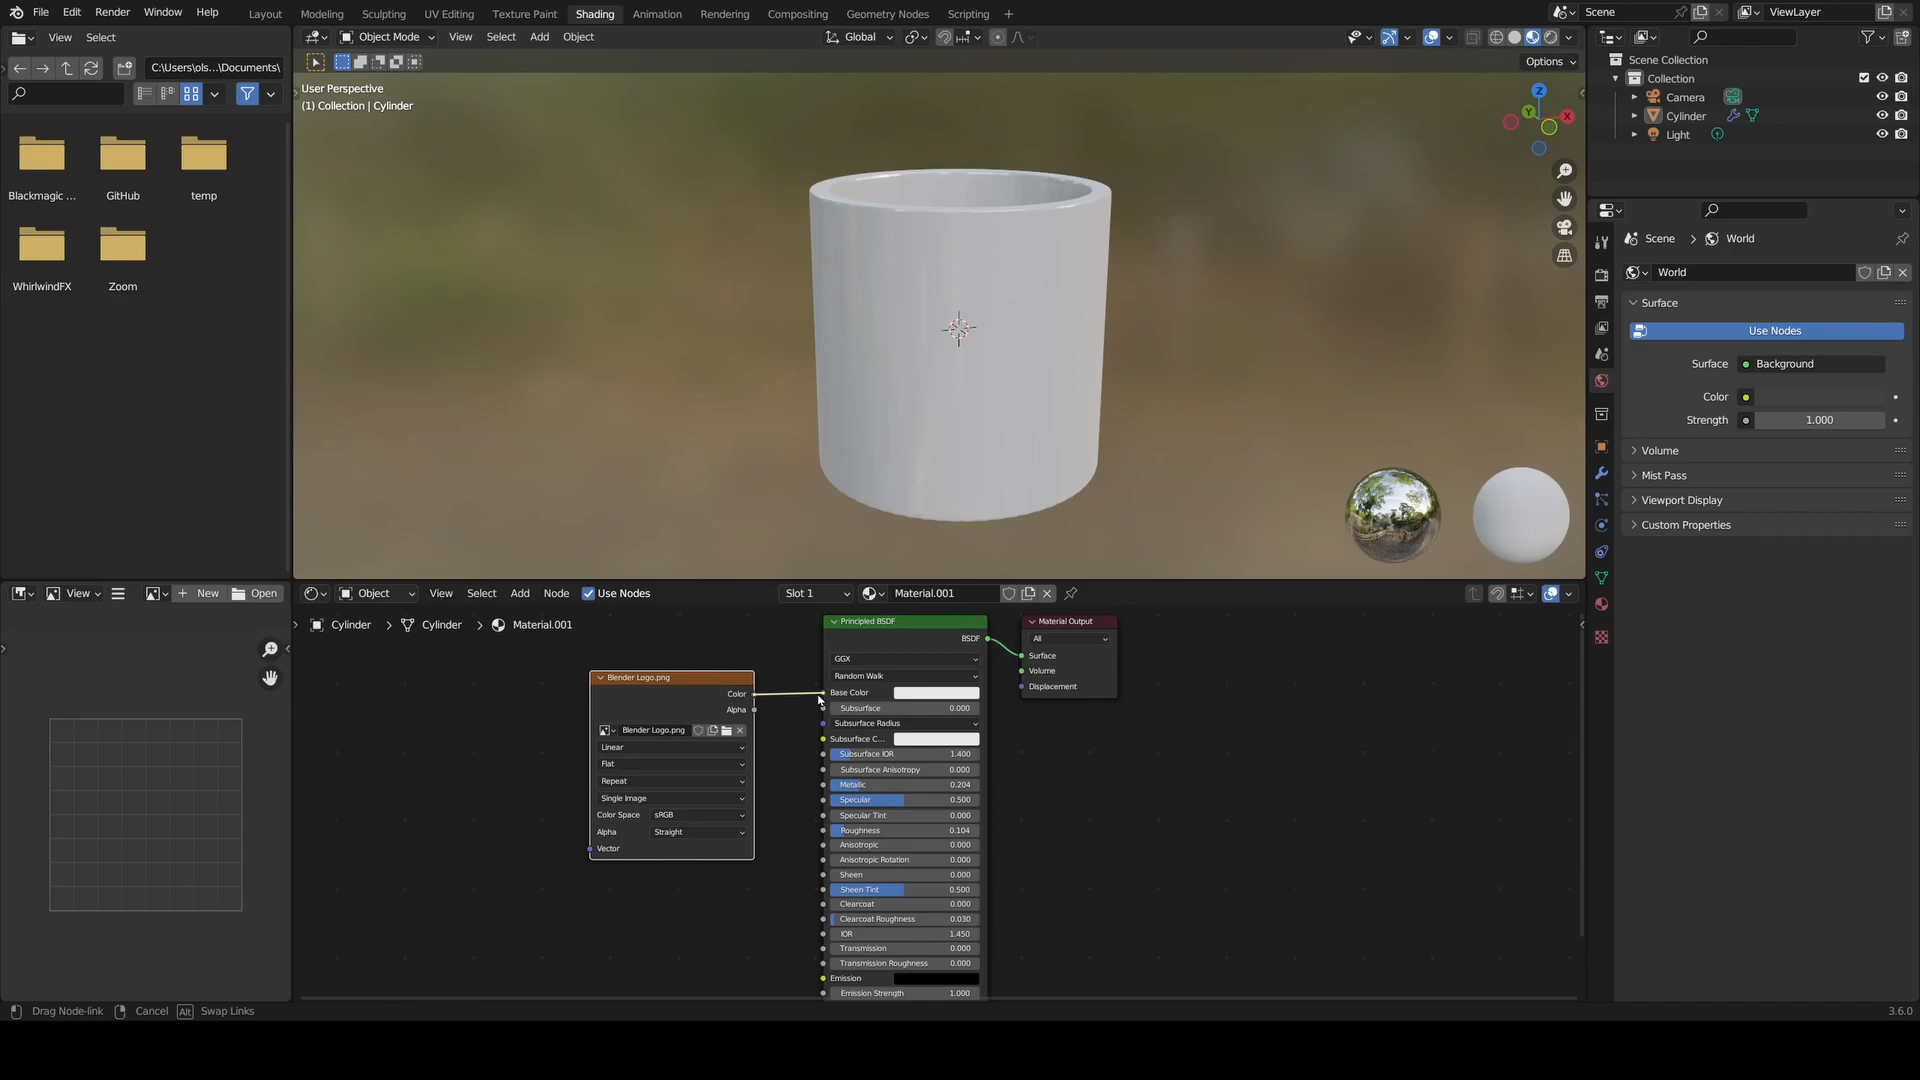 File Edit Render Window Help Layout Modeling Sculpting UV Editing Texture Paint Shading Animation Rendering Compositing Geometry Nodes Scripting + Scene ViewLayer
View Select
Object Mode View Select Add Object Global
C:\Users\ols...\Documents\
Options
User Perspective
(1) Collection | Cylinder
Z
Y
X
Blackmagic ... GitHub temp
WhirlwindFX Zoom
Scene Collection
Collection
Camera
Cylinder
Light
Scene > World
World
Surface
Use Nodes
Surface Background
Color
Strength 1.000
Volume
Mist Pass
Viewport Display
Custom Properties
View + New Open
Object View Select Add Node Use Nodes Slot 1 Material.001
Cylinder > Cylinder > Material.001
Blender Logo.png
Color
Alpha
Blender Logo.png
Linear
Flat
Repeat
Single Image
Color Space sRGB
Alpha Straight
Vector
Principled BSDF
BSDF
GGX
Random Walk
Base Color
Subsurface 0.000
Subsurface Radius
Subsurface C...
Subsurface IOR 1.400
Subsurface Anisotropy 0.000
Metallic 0.204
Specular 0.500
Specular Tint 0.000
Roughness 0.104
Anisotropic 0.000
Anisotropic Rotation 0.000
Sheen 0.000
Sheen Tint 0.500
Clearcoat 0.000
Clearcoat Roughness 0.030
IOR 1.450
Transmission 0.000
Transmission Roughness 0.000
Emission
Emission Strength 1.000
Material Output
All
Surface
Volume
Displacement
Drag Node-link Cancel Alt Swap Links 3.6.0